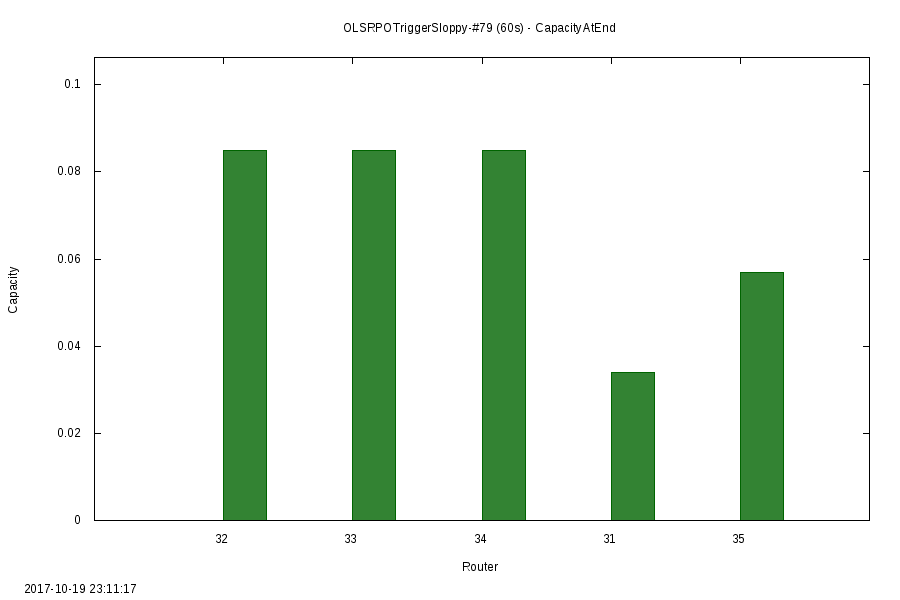 OLSRPOTriggerSloppy-#79 (60s) - CapacityAtEnd
0.1
0.08
0.06
0.04
0.02
0
Capacity
32 33 34 31 35
Router
2017-10-19 23:11:17